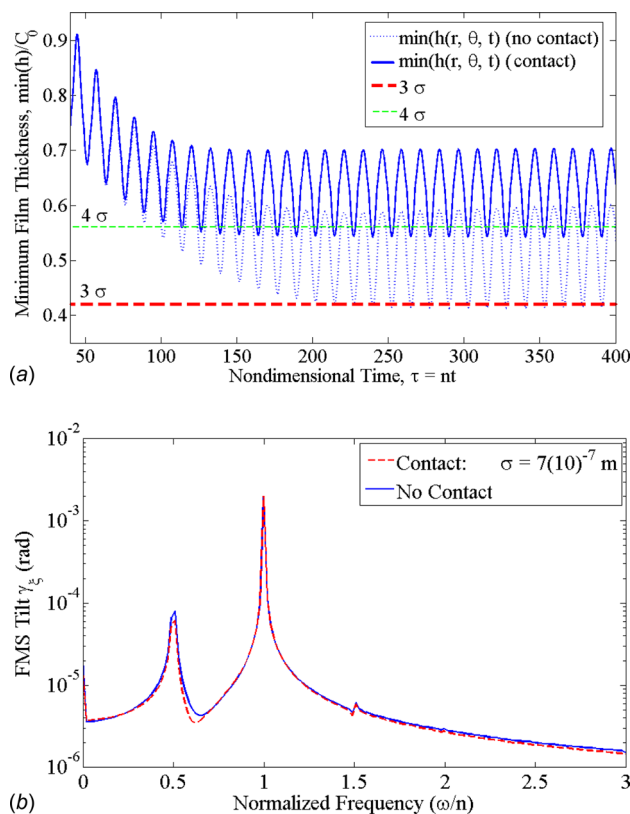 0.9
0.8
0.7
0.6
0.5
0.4
Minimum Film Thickness, min(h)/C₀
min(h(r, θ, t) (no contact)
min(h(r, θ, t) (contact)
3 σ
4 σ
4 σ
3 σ
50 100 150 200 250 300 350 400
(a) Nondimensional Time, τ = nt
10⁻²
10⁻³
10⁻⁴
10⁻⁵
10⁻⁶
FMS Tilt γ_ξ (rad)
Contact: σ = 7(10)⁻⁷ m
No Contact
0 0.5 1 1.5 2 2.5 3
(b) Normalized Frequency (ω/n)